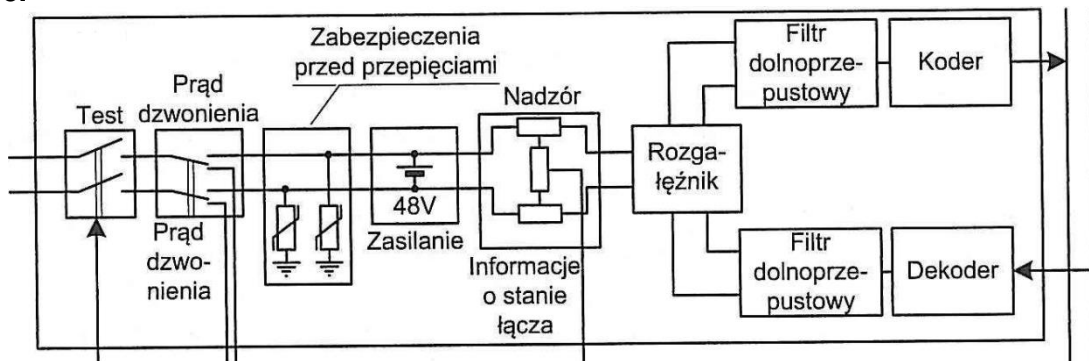 Zabezpieczenia
przed przepięciami
Test
Prąd
dzwonienia
Prąd
dzwo-
nienia
48V
Zasilanie
Nadzór
Informacje
o stanie
łącza
Rozga-
łęźnik
Filtr
dolnoprze-
pustowy
Koder
Filtr
dolnoprze-
pustowy
Dekoder